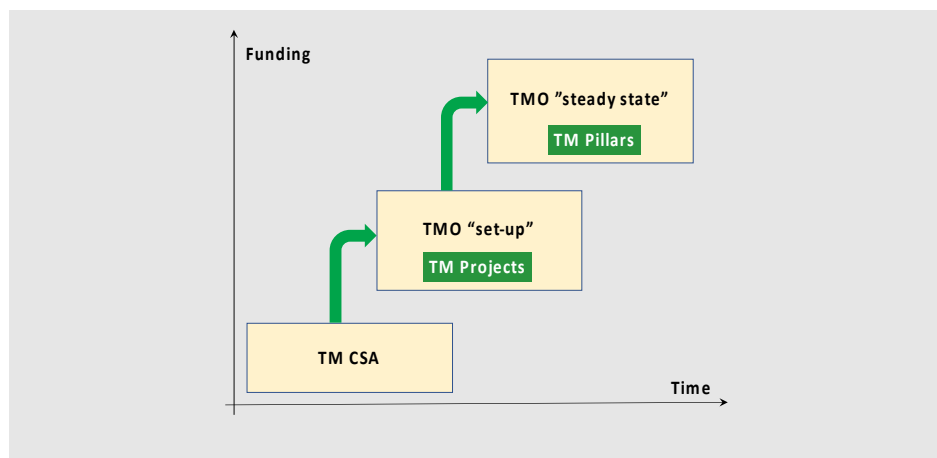 Funding
TMO ”steady state”
TM Pillars
TMO “set-up”
TM Projects
TM CSA
Time